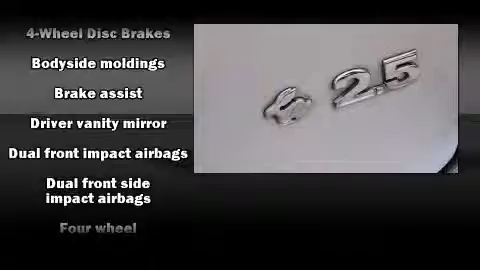 4-Wheel Disc Brakes
Bodyside moldings
Brake assist
Driver vanity mirror
Dual front impact airbags
Dual front side
impact airbags
Four wheel
2.5